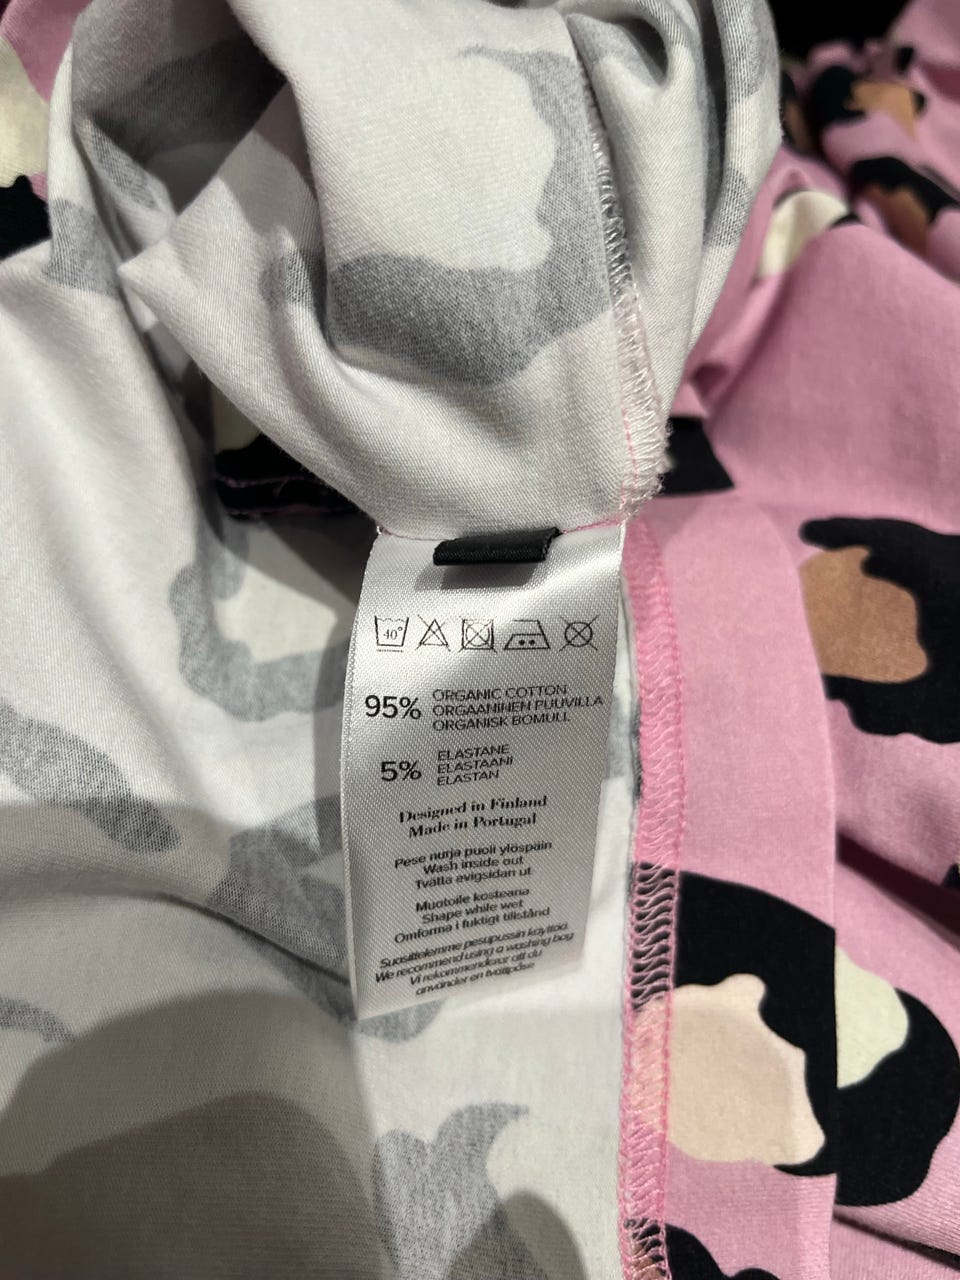 40°
95% ORGANIC COTTON
ORGAANINEN PUUVILLA
ORGANISK BOMULL
5% ELASTANE
ELASTAANI
ELASTAN
Designed in Finland
Made in Portugal
Pese nurja puoli ylöspäin
Wash inside out
Tvätta avigsidan ut
Muotoile kosteana
Shape while wet
Omforma i fuktigt tillstånd
Suosittelemme pesupussin käyttöä.
We recommend using a washing bag
Vi rekommenderar att du
använder en tvättpåse